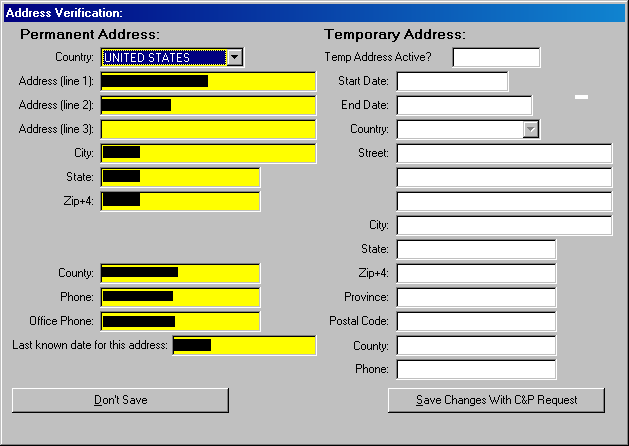 Address Verification:
Permanent Address:
Country: UNITED STATES
Address (line 1):
Address (line 2):
Address (line 3):
City:
State:
Zip+4:
County:
Phone:
Office Phone:
Last known date for this address:
Don't Save
Temporary Address:
Temp Address Active?
Start Date:
End Date:
Country:
Street:
City:
State:
Zip+4:
Province:
Postal Code:
County:
Phone:
Save Changes With C&P Request